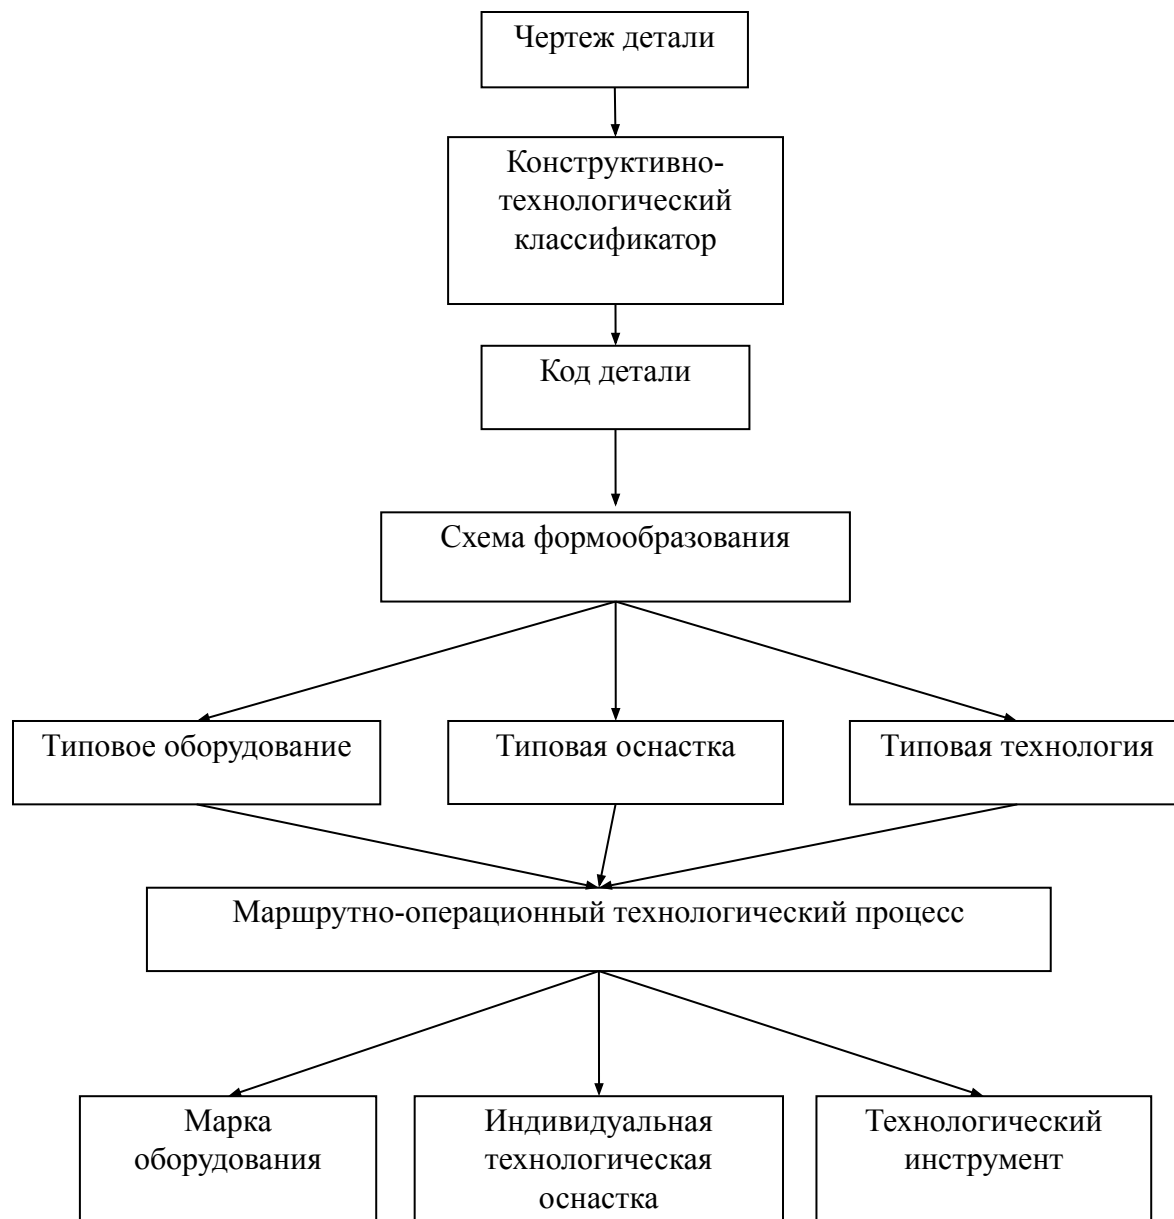 Чертеж детали
Конструктивно-
технологический
классификатор
Код детали
Схема формообразования
Типовое оборудование
Типовая оснастка
Типовая технология
Маршрутно-операционный технологический процесс
Марка
оборудования
Индивидуальная
технологическая
оснастка
Технологический
инструмент